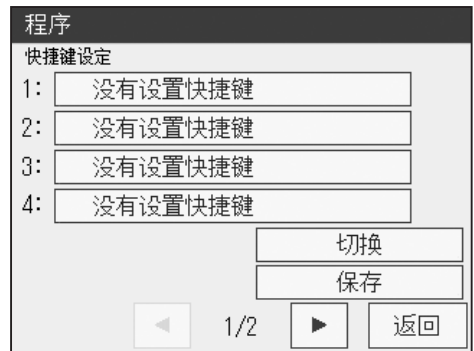 程序
快捷键设定
1: 没有设置快捷键
2: 没有设置快捷键
3: 没有设置快捷键
4: 没有设置快捷键
切换
保存
◀ 1/2 ▶ 返回